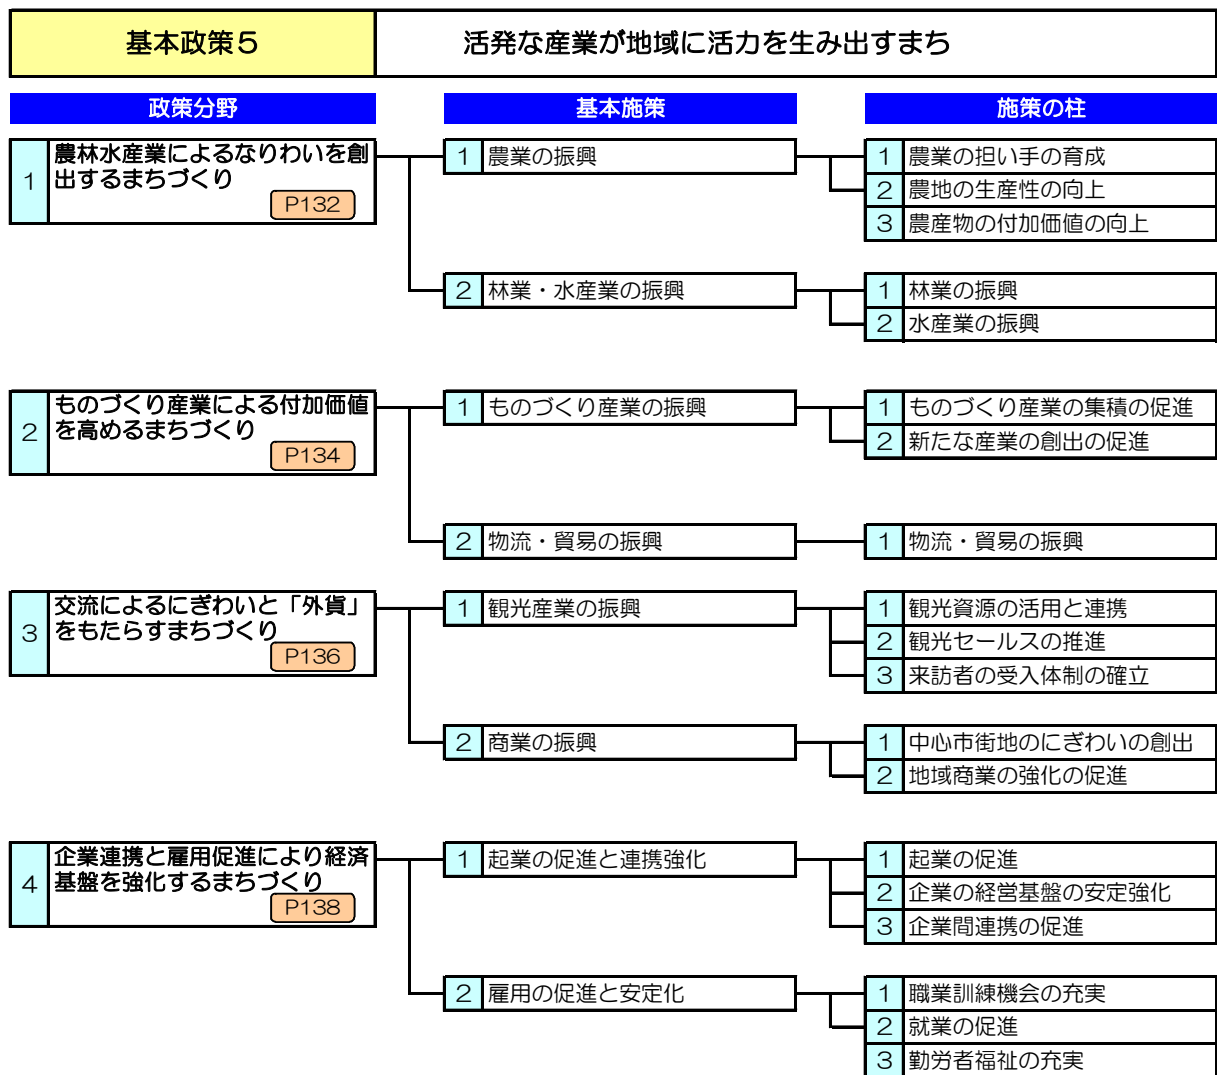 基本政策５ 活発な産業が地域に活力を生み出すまち
政策分野 基本施策 施策の柱
1 農林水産業によるなりわいを創
出するまちづくり
P132
1 農業の振興
1 農業の担い手の育成
2 農地の生産性の向上
3 農産物の付加価値の向上
2 林業・水産業の振興
1 林業の振興
2 水産業の振興
2 ものづくり産業による付加価値
を高めるまちづくり
P134
1 ものづくり産業の振興
1 ものづくり産業の集積の促進
2 新たな産業の創出の促進
2 物流・貿易の振興
1 物流・貿易の振興
3 交流によるにぎわいと「外貨」
をもたらすまちづくり
P136
1 観光産業の振興
1 観光資源の活用と連携
2 観光セールスの推進
3 来訪者の受入体制の確立
2 商業の振興
1 中心市街地のにぎわいの創出
2 地域商業の強化の促進
4 企業連携と雇用促進により経済
基盤を強化するまちづくり
P138
1 起業の促進と連携強化
1 起業の促進
2 企業の経営基盤の安定強化
3 企業間連携の促進
2 雇用の促進と安定化
1 職業訓練機会の充実
2 就業の促進
3 勤労者福祉の充実